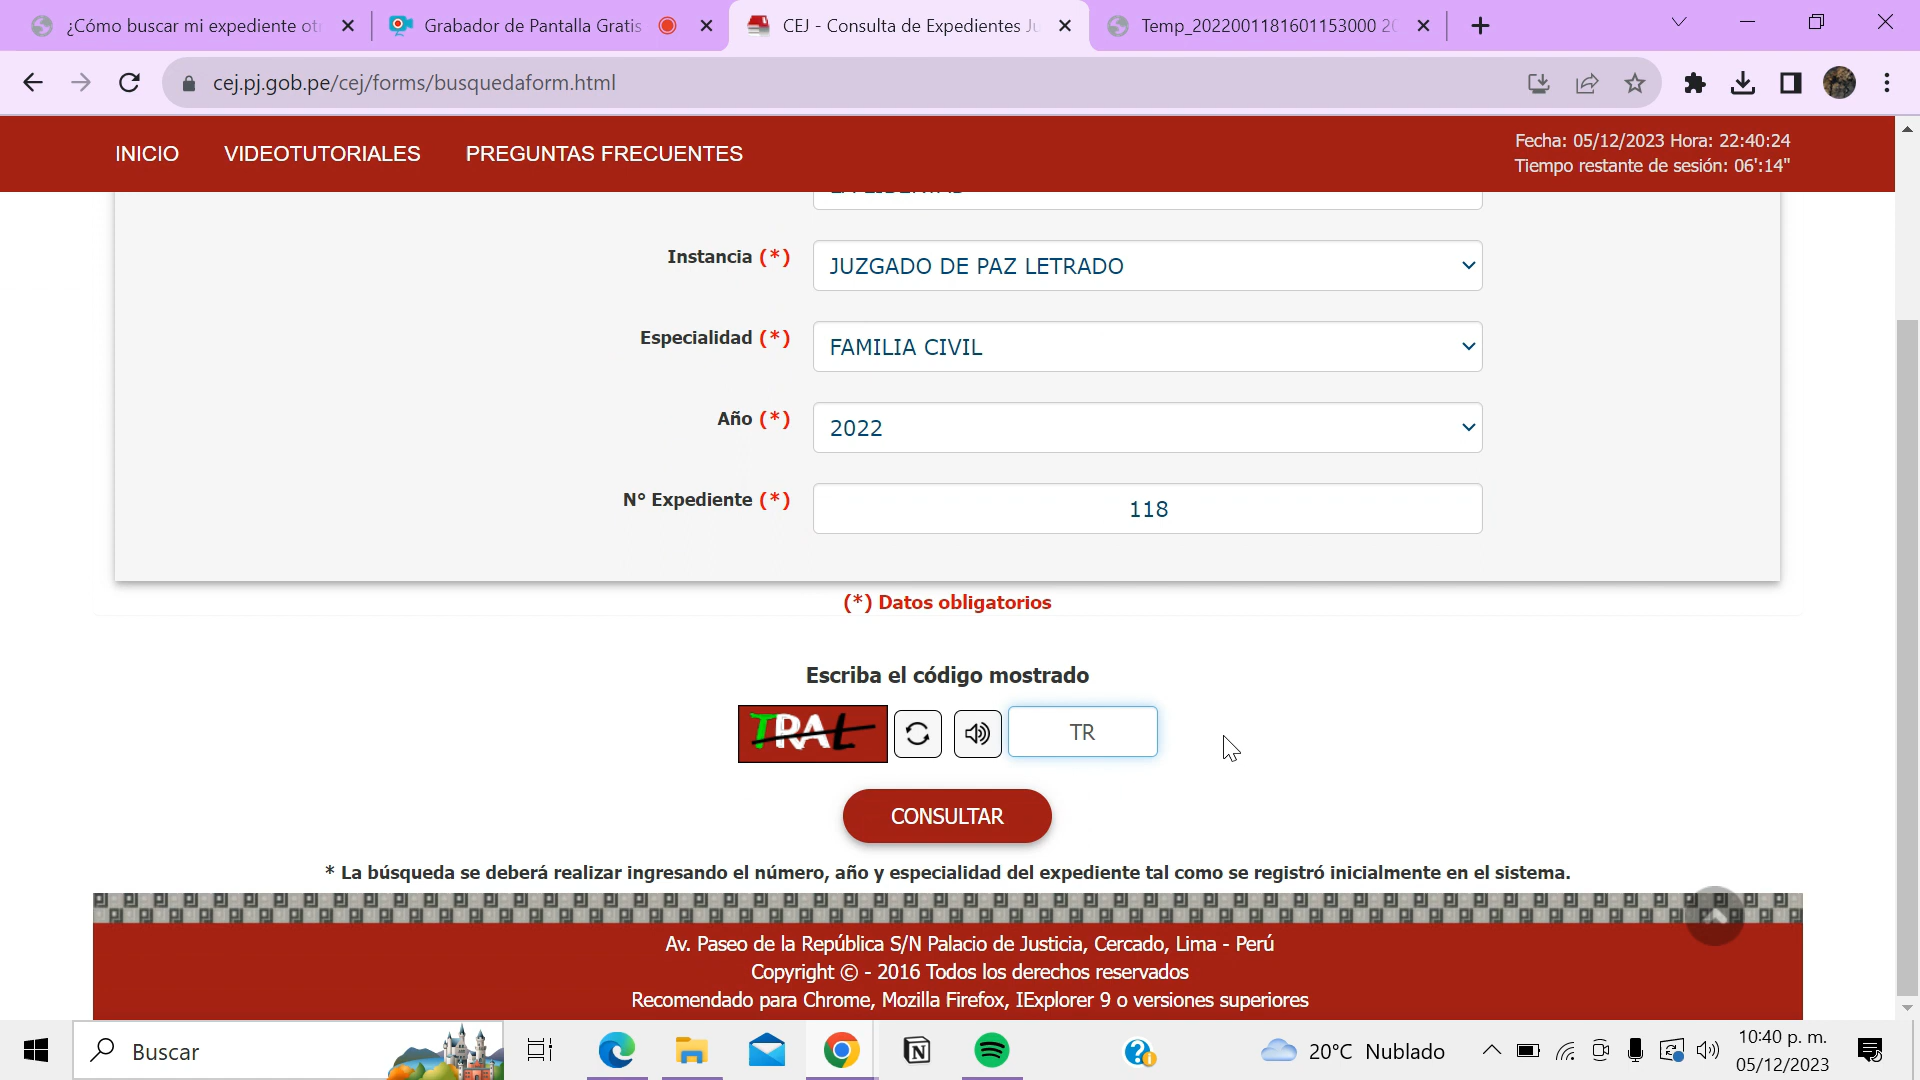 ¿Cómo buscar mi expediente
Grabador de Pantalla Gratis
CEJ - Consulta de Expedientes Ju
Temp_2022001181601153000 20
cej.pj.gob.pe/cej/forms/busquedaform.html
INICIO
VIDEOTUTORIALES
PREGUNTAS FRECUENTES
Fecha: 05/12/2023 Hora: 22:40:24
Tiempo restante de sesión: 06':14"
Instancia (*)
JUZGADO DE PAZ LETRADO
Especialidad (*)
FAMILIA CIVIL
Año (*)
2022
N° Expediente (*)
118
(*) Datos obligatorios
Escriba el código mostrado
TRAL
TR
CONSULTAR
* La búsqueda se deberá realizar ingresando el número, año y especialidad del expediente tal como se registró inicialmente en el sistema.
Av. Paseo de la República S/N Palacio de Justicia, Cercado, Lima - Perú
Copyright © - 2016 Todos los derechos reservados
Recomendado para Chrome, Mozilla Firefox, IExplorer 9 o versiones superiores
Buscar
20°C Nublado
10:40 p. m.
05/12/2023